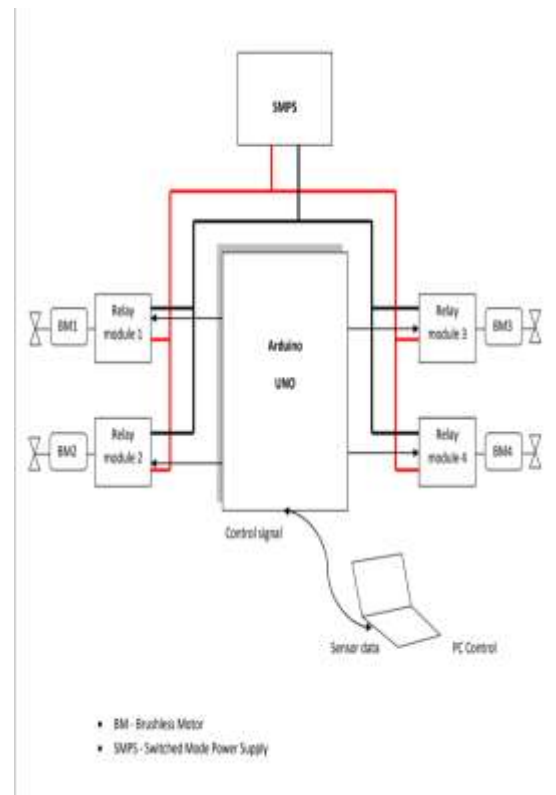 SMPS
BM1
Relay
module 1
Arduino
UNO
Relay
module 3
BM3
BM2
Relay
module 2
Relay
module 4
BM4
Control signal
Sensor data
PC Control
• BM - Brushless Motor
• SMPS - Switched Mode Power Supply